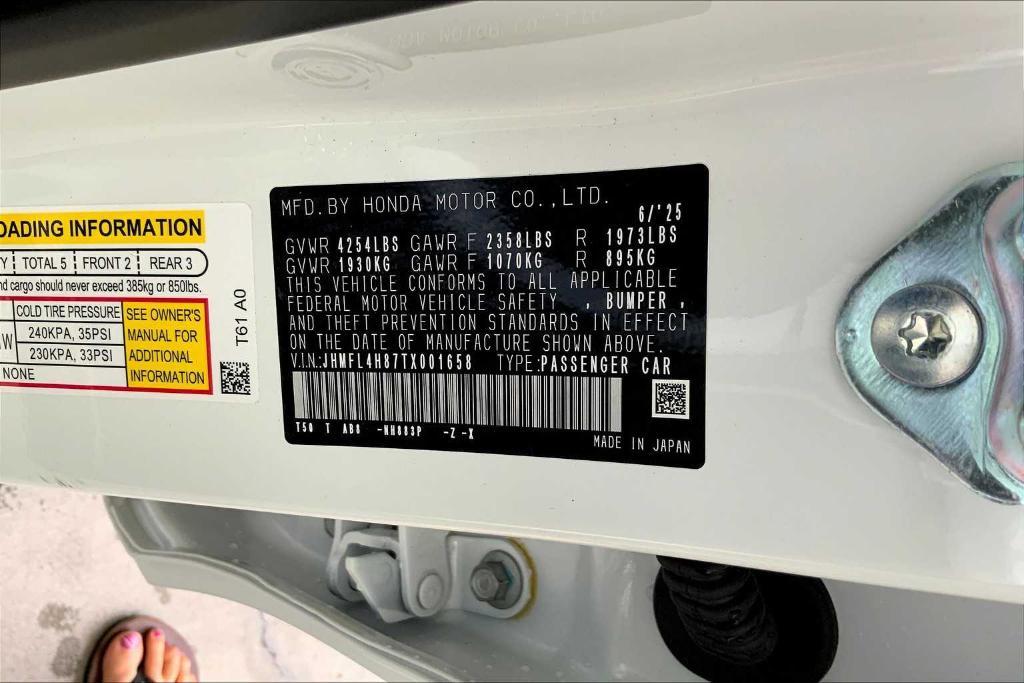 OADING INFORMATION
Y TOTAL 5 FRONT 2 REAR 3
nd cargo should never exceed 385kg or 850lbs.
COLD TIRE PRESSURE SEE OWNER'S
W 240KPA, 35PSI MANUAL FOR
230KPA, 33PSI ADDITIONAL
NONE INFORMATION
T61 A0
MFD.BY HONDA MOTOR CO.,LTD.
6/'25
GVWR 4254LBS GAWR F 2358LBS R 1973LBS
GVWR 1930KG GAWR F 1070KG R 895KG
THIS VEHICLE CONFORMS TO ALL APPLICABLE
FEDERAL MOTOR VEHICLE SAFETY , BUMPER ,
AND THEFT PREVENTION STANDARDS IN EFFECT
ON THE DATE OF MANUFACTURE SHOWN ABOVE.
V.IN.:JHMFL4H87TX001658 TYPE:PASSENGER CAR
T50 T AB8 -NH883P -Z -X
MADE IN JAPAN